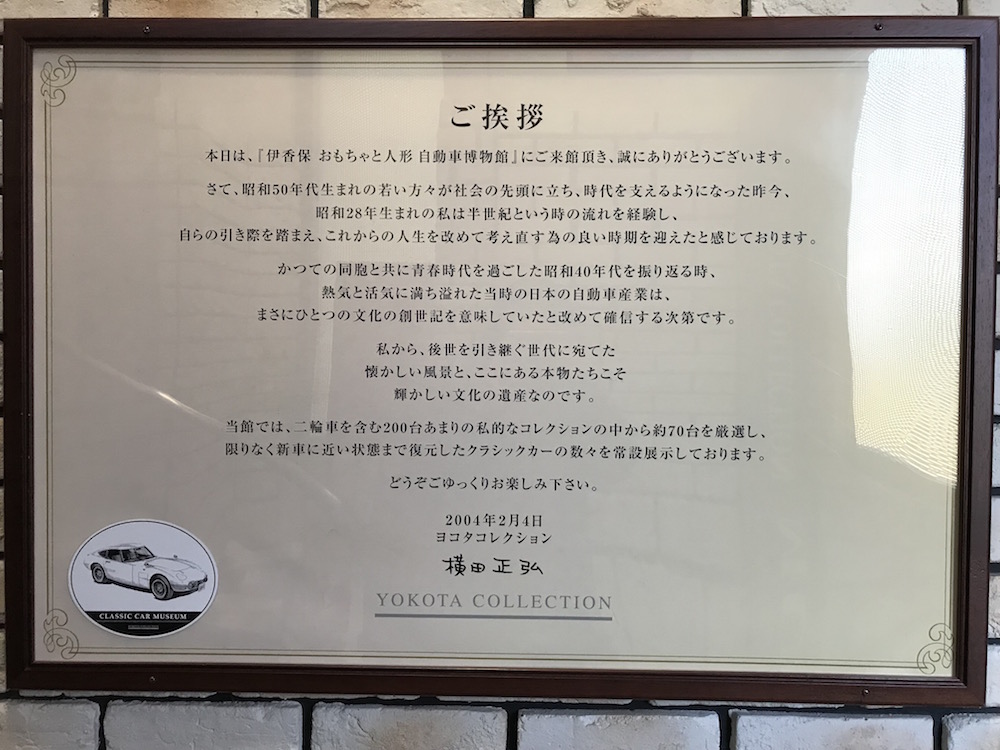 ご挨拶
本日は、『伊香保 おもちゃと人形 自動車博物館』にご来館頂き、誠にありがとうございます。
さて、昭和50年代生まれの若い方々が社会の先頭に立ち、時代を支えるようになった昨今、
昭和28年生まれの私は半世紀という時の流れを経験し、
自らの引き際を踏まえ、これからの人生を改めて考え直す為の良い時期を迎えたと感じております。
かつての同胞と共に青春時代を過ごした昭和40年代を振り返る時、
熱気と活気に満ち溢れた当時の日本の自動車産業は、
まさにひとつの文化の創世記を意味していたと改めて確信する次第です。
私から、後世を引き継ぐ世代に宛てた
懐かしい風景と、ここにある本物たちこそ
輝かしい文化の遺産なのです。
当館では、二輪車を含む200台あまりの私的なコレクションの中から約70台を厳選し、
限りなく新車に近い状態まで復元したクラシックカーの数々を常設展示しております。
どうぞごゆっくりお楽しみ下さい。
2004年2月4日
ヨコタコレクション
横田正弘
YOKOTA COLLECTION
CLASSIC CAR MUSEUM